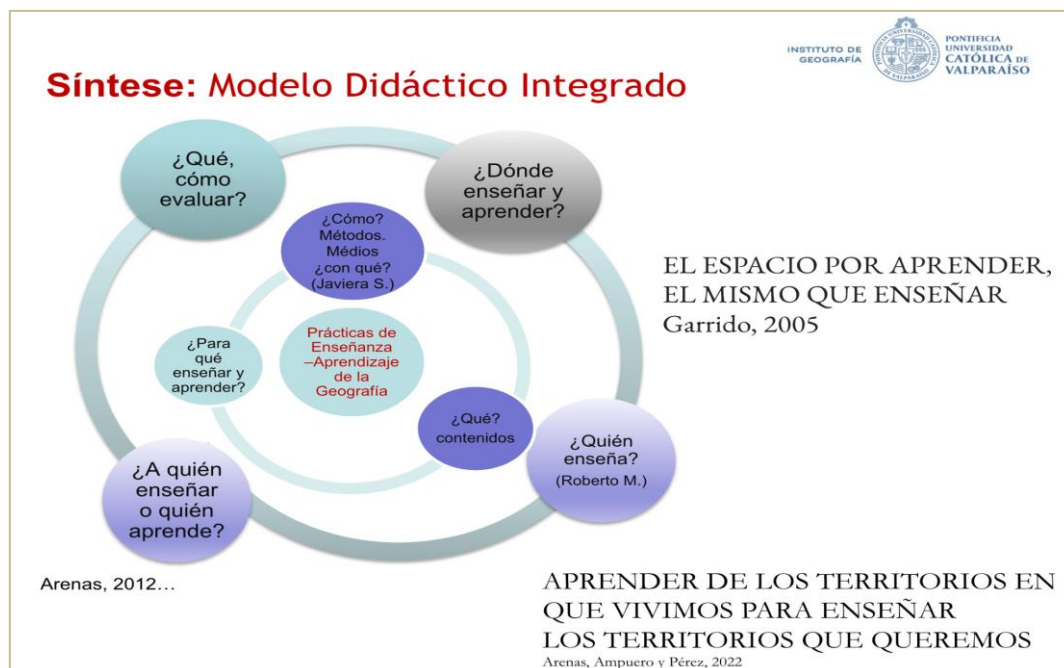 INSTITUTO DE
GEOGRAFÍA
PONTIFICIA
UNIVERSIDAD
CATÓLICA DE
VALPARAÍSO
Síntese: Modelo Didáctico Integrado
¿Qué,
cómo
evaluar?
¿Dónde
enseñar y
aprender?
¿Cómo?
Métodos.
Médios
¿con qué?
(Javiera S.)
¿Para
qué
enseñar y
aprender?
Prácticas de
Enseñanza
–Aprendizaje
de la
Geografía
¿Qué?
contenidos
¿Quién
enseña?
(Roberto M.)
¿A quién
enseñar
o quién
aprende?
EL ESPACIO POR APRENDER,
EL MISMO QUE ENSEÑAR
Garrido, 2005
Arenas, 2012…
APRENDER DE LOS TERRITORIOS EN
QUE VIVIMOS PARA ENSEÑAR
LOS TERRITORIOS QUE QUEREMOS
Arenas, Ampuero y Pérez, 2022